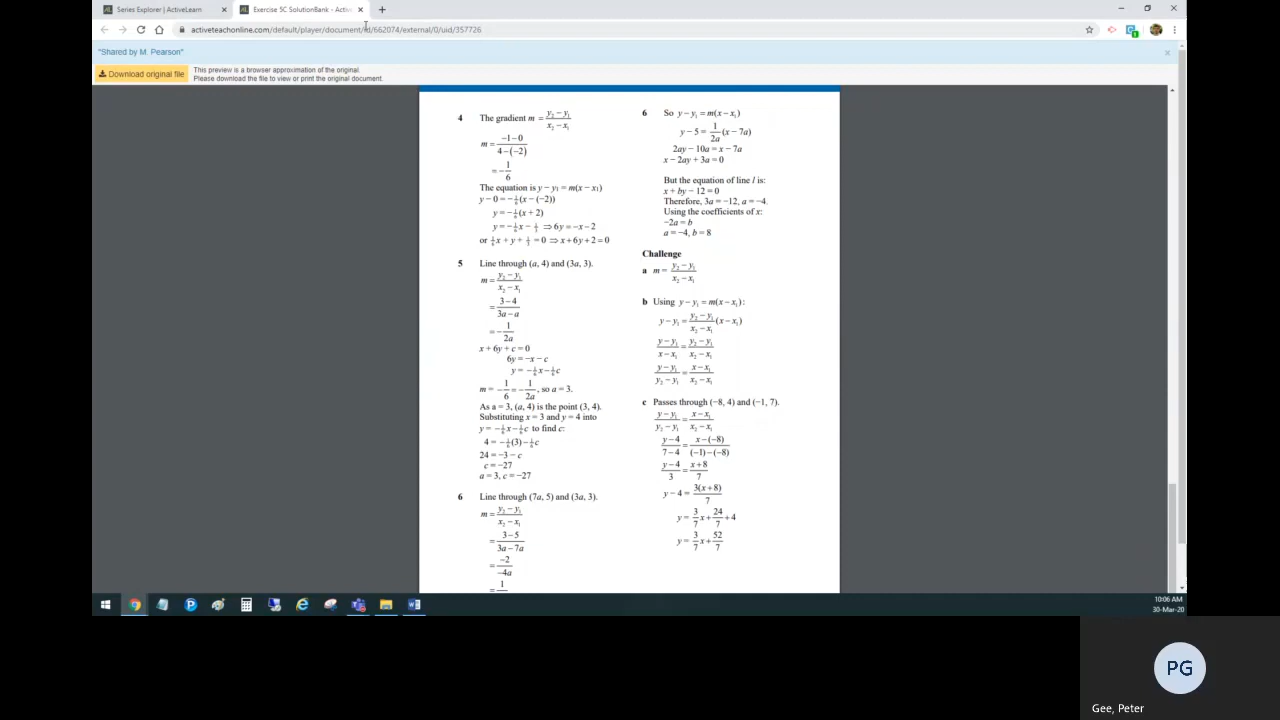 Series Explorer | ActiveLearn
Exercise 5C SolutionBank - Activ
activeteachonline.com/default/player/document/id/662074/external/0/uid/357726
"Shared by M. Pearson"
Download original file
This preview is a browser approximation of the original.
Please download the file to view or print the original document.
4 The gradient m = (y₂ − y₁)/(x₂ − x₁)
m = (−1 − 0)/(4 − (−2))
= −1/6
The equation is y − y₁ = m(x − x₁)
y − 0 = −1/6(x − (−2))
y = −1/6(x + 2)
y = −1/6x − 1/3 ⇒ 6y = −x − 2
or 1/6x + y + 1/3 = 0 ⇒ x + 6y + 2 = 0
5 Line through (a, 4) and (3a, 3).
m = (y₂ − y₁)/(x₂ − x₁)
= (3 − 4)/(3a − a)
= −1/2a
x + 6y + c = 0
6y = −x − c
y = −1/6x − 1/6c
m = −1/6 = −1/2a, so a = 3.
As a = 3, (a, 4) is the point (3, 4).
Substituting x = 3 and y = 4 into
y = −1/6x − 1/6c to find c:
4 = −1/6(3) − 1/6c
24 = −3 − c
c = −27
a = 3, c = −27
6 Line through (7a, 5) and (3a, 3).
m = (y₂ − y₁)/(x₂ − x₁)
= (3 − 5)/(3a − 7a)
= −2/−4a
= 1
6 So y − y₁ = m(x − x₁)
y − 5 = 1/2a(x − 7a)
2ay − 10a = x − 7a
x − 2ay + 3a = 0
But the equation of line l is:
x + by − 12 = 0
Therefore, 3a = −12, a = −4.
Using the coefficients of x:
−2a = b
a = −4, b = 8
Challenge
a m = (y₂ − y₁)/(x₂ − x₁)
b Using y − y₁ = m(x − x₁):
y − y₁ = (y₂ − y₁)/(x₂ − x₁)(x − x₁)
(y − y₁)/(x − x₁) = (y₂ − y₁)/(x₂ − x₁)
(y − y₁)/(y₂ − y₁) = (x − x₁)/(x₂ − x₁)
c Passes through (−8, 4) and (−1, 7).
(y − y₁)/(y₂ − y₁) = (x − x₁)/(x₂ − x₁)
(y − 4)/(7 − 4) = (x − (−8))/((−1) − (−8))
(y − 4)/3 = (x + 8)/7
y − 4 = 3(x + 8)/7
y = 3/7x + 24/7 + 4
y = 3/7x + 52/7
10:06 AM
30-Mar-20
PG
Gee, Peter